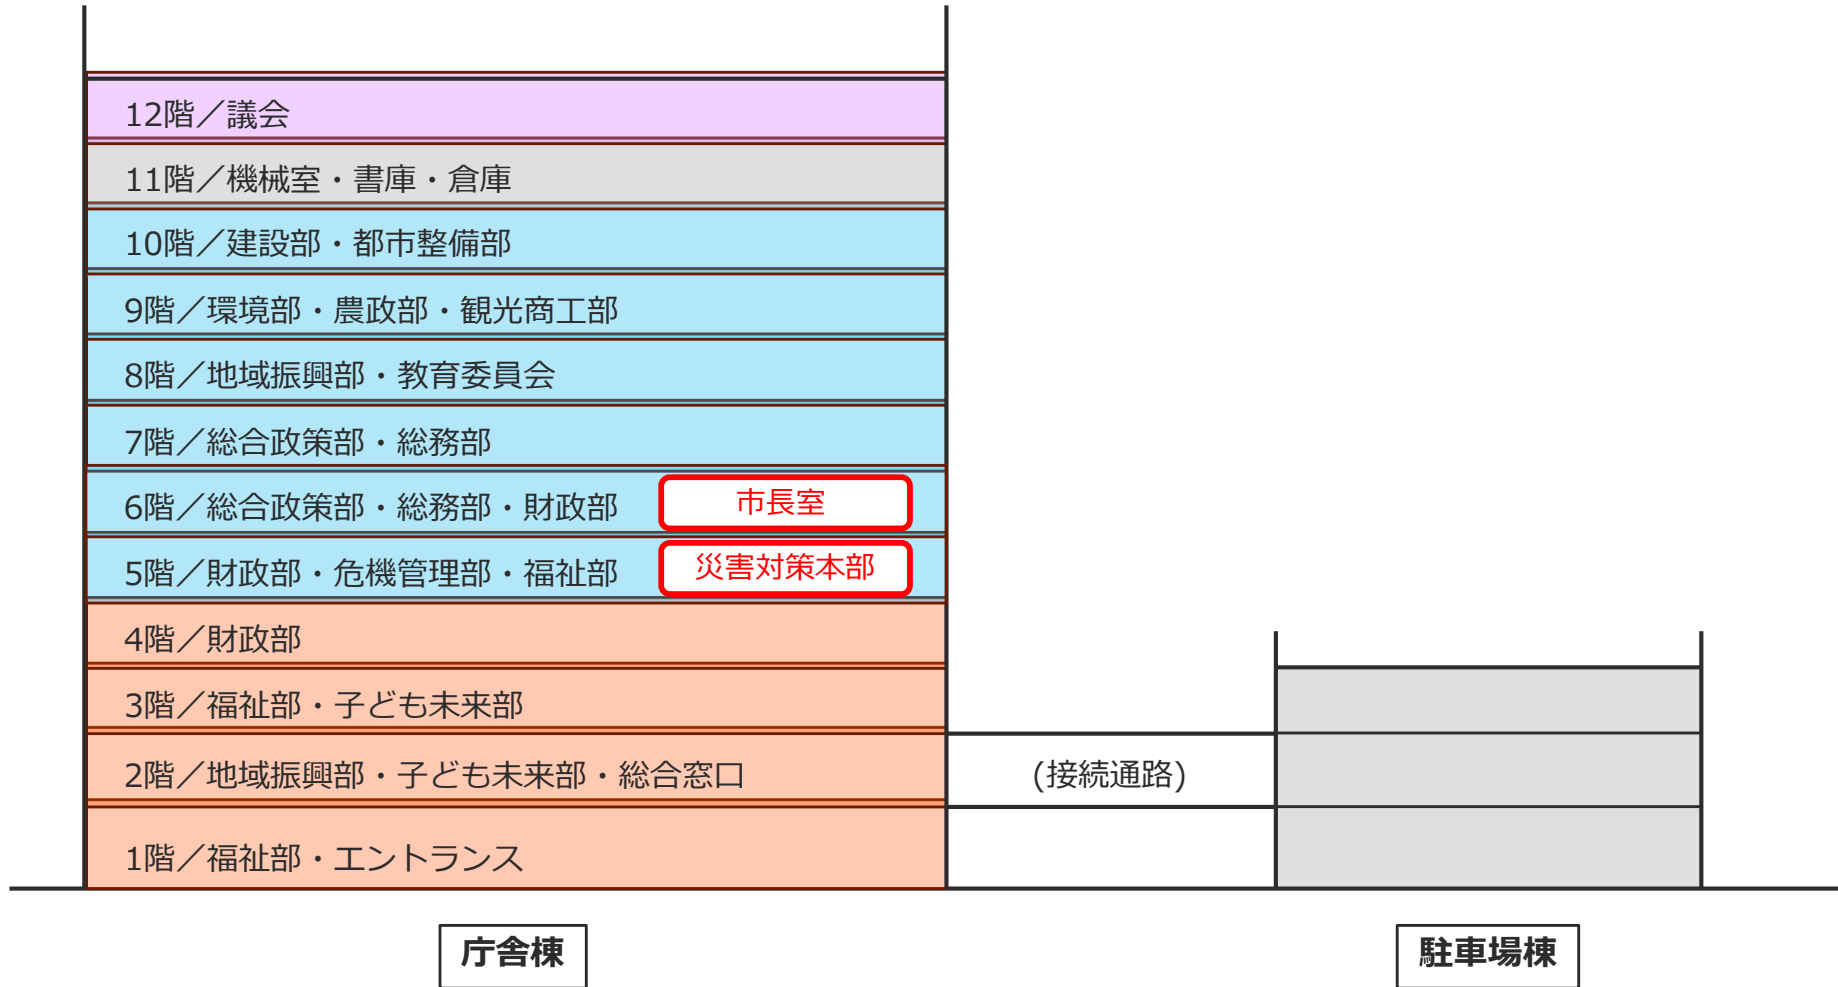 12階／議会
11階／機械室・書庫・倉庫
10階／建設部・都市整備部
9階／環境部・農政部・観光商工部
8階／地域振興部・教育委員会
7階／総合政策部・総務部
6階／総合政策部・総務部・財政部 市長室
5階／財政部・危機管理部・福祉部 災害対策本部
4階／財政部
3階／福祉部・子ども未来部
2階／地域振興部・子ども未来部・総合窓口 (接続通路)
1階／福祉部・エントランス
庁舎棟 駐車場棟